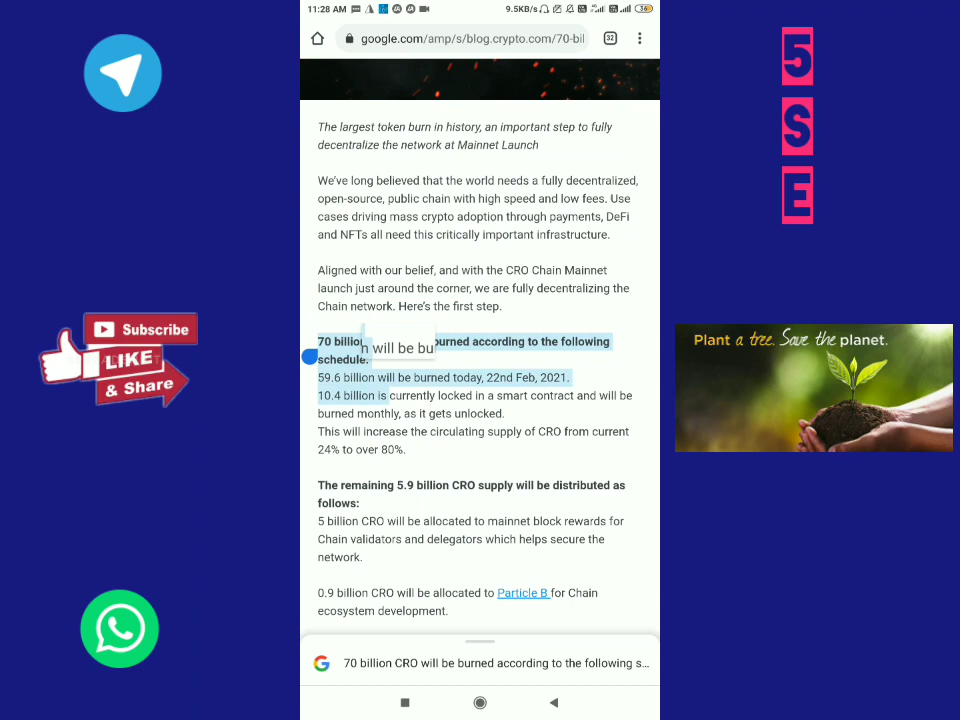 11:28 AM
9.5KB/s
36
google.com/amp/s/blog.crypto.com/70-bil
32
The largest token burn in history, an important step to fully
decentralize the network at Mainnet Launch
We've long believed that the world needs a fully decentralized,
open-source, public chain with high speed and low fees. Use
cases driving mass crypto adoption through payments, DeFi
and NFTs all need this critically important infrastructure.
Aligned with our belief, and with the CRO Chain Mainnet
launch just around the corner, we are fully decentralizing the
Chain network. Here's the first step.
70 billion will be burned according to the following
schedule.
59.6 billion will be burned today, 22nd Feb, 2021.
10.4 billion is currently locked in a smart contract and will be
burned monthly, as it gets unlocked.
This will increase the circulating supply of CRO from current
24% to over 80%.
The remaining 5.9 billion CRO supply will be distributed as
follows:
5 billion CRO will be allocated to mainnet block rewards for
Chain validators and delegators which helps secure the
network.
0.9 billion CRO will be allocated to Particle B for Chain
ecosystem development.
70 billion CRO will be burned according to the following s...
Subscribe
LIKE
& Share
5
S
E
Plant a tree. Save the planet.